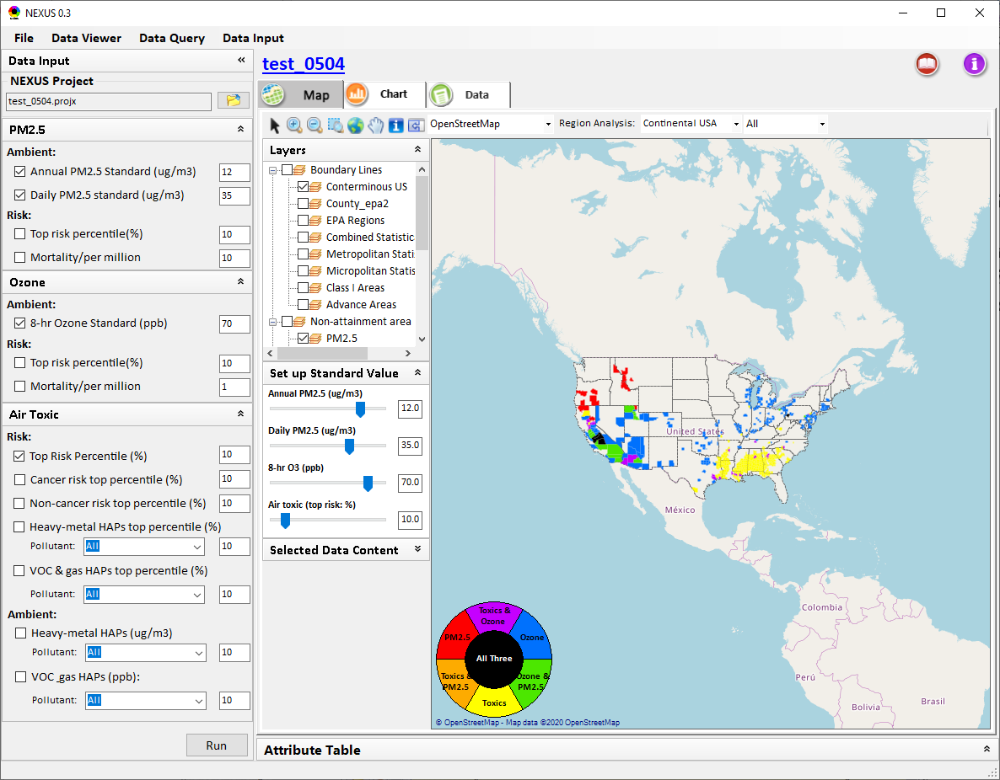 NEXUS 0.3
File Data Viewer Data Query Data Input
Data Input
NEXUS Project
test_0504.projx
PM2.5
Ambient:
Annual PM2.5 Standard (ug/m3) 12
Daily PM2.5 standard (ug/m3) 35
Risk:
Top risk percentile(%) 10
Mortality/per million 10
Ozone
Ambient:
8-hr Ozone Standard (ppb) 70
Risk:
Top risk percentile(%) 10
Mortality/per million 1
Air Toxic
Risk:
Top Risk Percentile (%) 10
Cancer risk top percentile (%) 10
Non-cancer risk top percentile (%) 10
Heavy-metal HAPs top percentile (%)
Pollutant: All 10
VOC & gas HAPs top percentile (%)
Pollutant: All 10
Ambient:
Heavy-metal HAPs (ug/m3)
Pollutant: All 10
VOC_gas HAPs (ppb):
Pollutant: All 10
Run
test_0504
Map Chart Data
OpenStreetMap Region Analysis: Continental USA All
Layers
Boundary Lines
Conterminous US
County_epa2
EPA Regions
Combined Statistic
Metropolitan Stati
Micropolitan Statis
Class I Areas
Advance Areas
Non-attainment area
PM2.5
Set up Standard Value
Annual PM2.5 (ug/m3)
12.0
Daily PM2.5 (ug/m3)
35.0
8-hr O3 (ppb)
70.0
Air toxic (top risk: %)
10.0
Selected Data Content
United States
México
Colombia
Perú
Brasil
Bolivia
Toxics &
Ozone
PM2.5
Ozone
All Three
Toxics &
PM2.5
Ozone &
PM2.5
Toxics
© OpenStreetMap - Map data ©2020 OpenStreetMap
Attribute Table